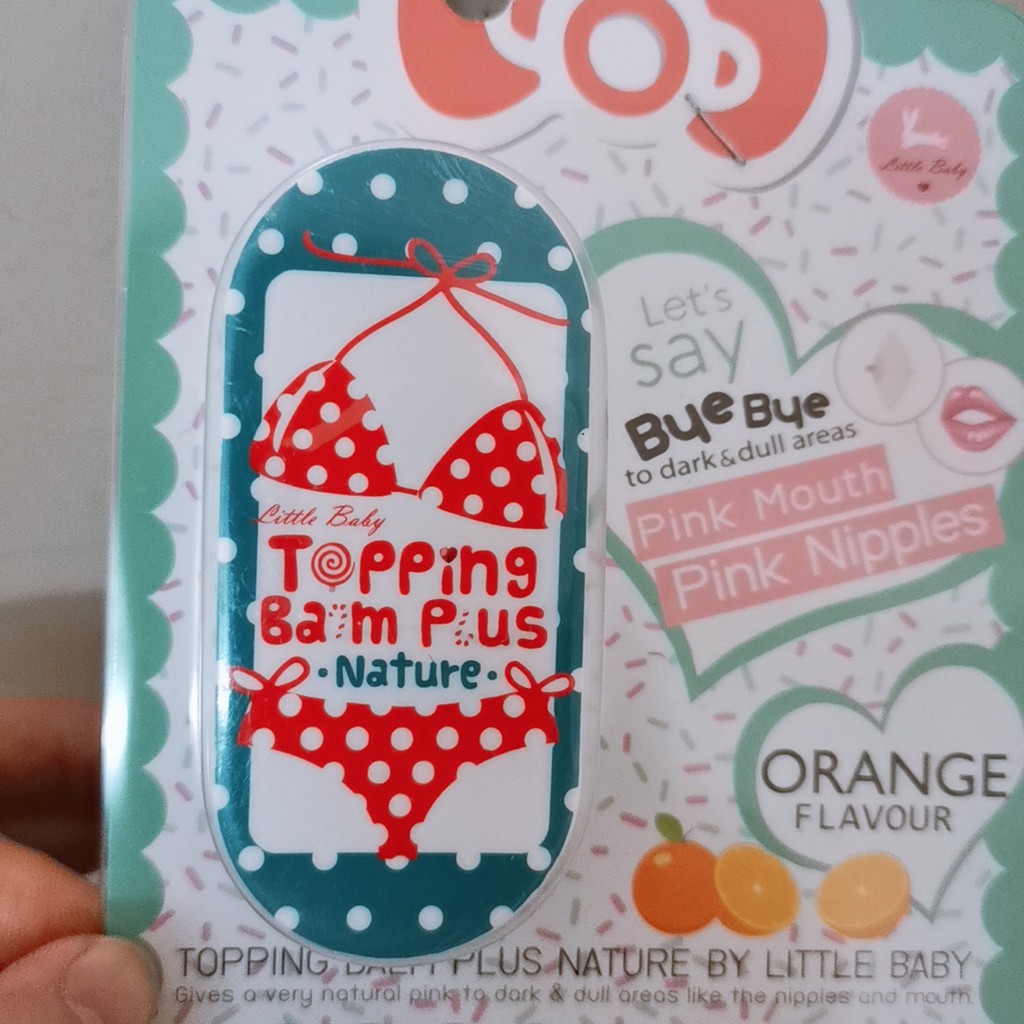 Little Baby
Let's
say
Bye Bye
to dark & dull areas
Pink Mouth
Pink Nipples
Little Baby
Topping
Balm Plus
• Nature •
ORANGE
FLAVOUR
TOPPING BALM PLUS NATURE BY LITTLE BABY
Gives a very natural pink to dark & dull areas like the nipples and mouth.